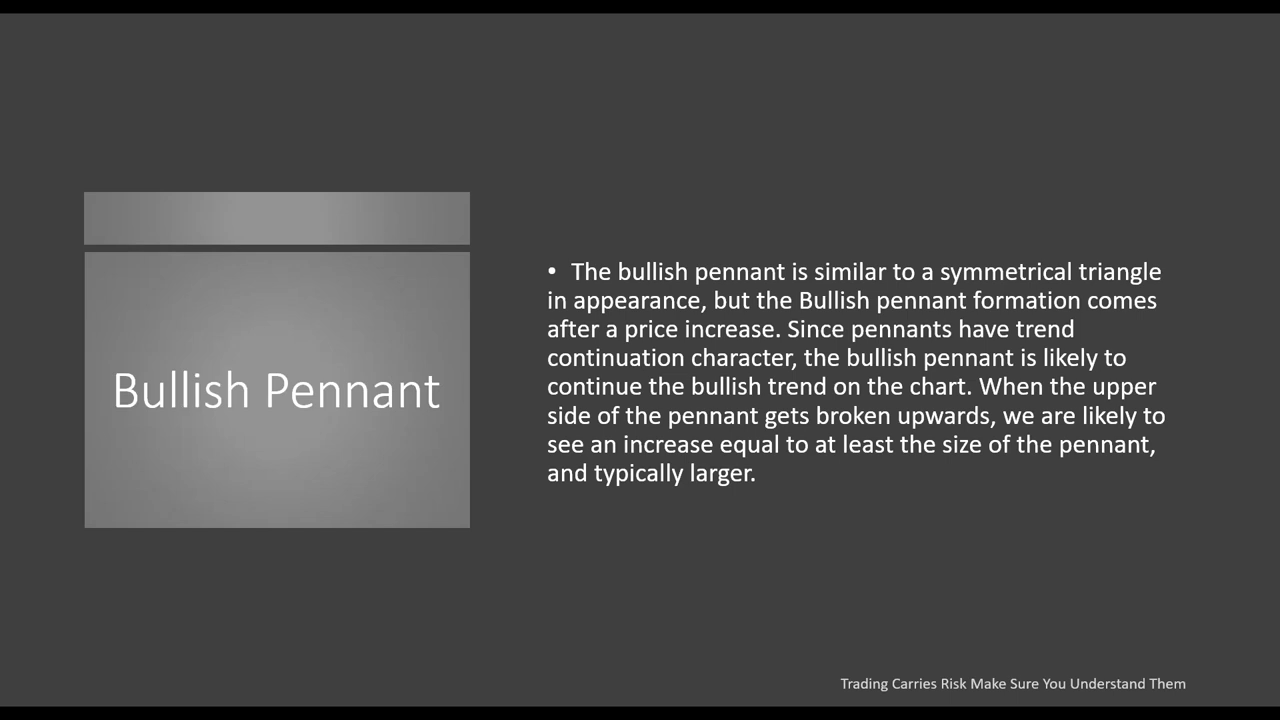 Bullish Pennant
• The bullish pennant is similar to a symmetrical triangle
in appearance, but the Bullish pennant formation comes
after a price increase. Since pennants have trend
continuation character, the bullish pennant is likely to
continue the bullish trend on the chart. When the upper
side of the pennant gets broken upwards, we are likely to
see an increase equal to at least the size of the pennant,
and typically larger.
Trading Carries Risk Make Sure You Understand Them